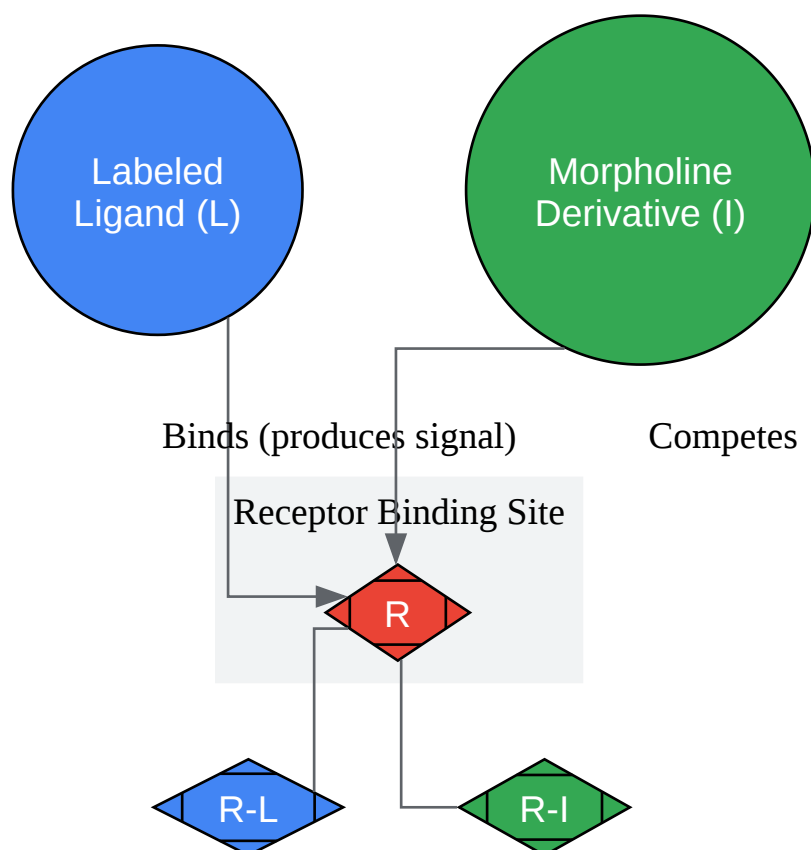 Labeled
Ligand (L)
Morpholine
Derivative (I)
Binds (produces signal)
Competes
Receptor Binding Site
R
R-L
R-I